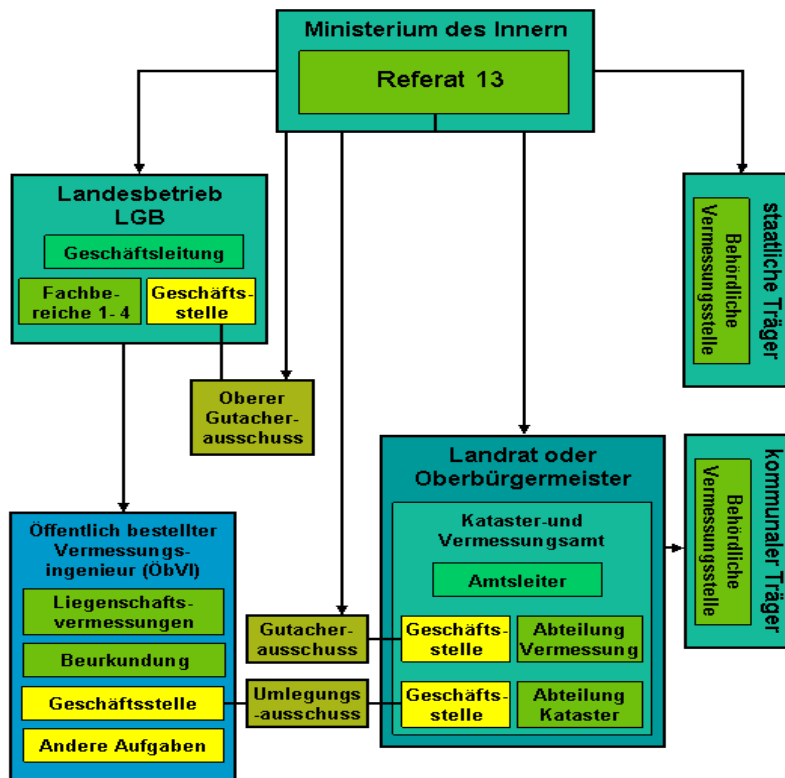 Ministerium des Innern
Referat 13
Landesbetrieb
LGB
Geschäftsleitung
Fachbe-
reiche 1- 4
Geschäfts-
stelle
staatliche Träger
Behördliche
Vermessungsstelle
Oberer
Gutacher-
ausschuss
Landrat oder
Oberbürgermeister
Kataster-und
Vermessungsamt
Amtsleiter
Geschäfts-
stelle
Abteilung
Vermessung
Geschäfts-
stelle
Abteilung
Kataster
kommunaler Träger
Behördliche
Vermessungsstelle
Öffentlich bestellter
Vermessungs-
ingenieur (ÖbVI)
Liegenschafts-
vermessungen
Beurkundung
Geschäftsstelle
Andere Aufgaben
Gutacher-
ausschuss
Umlegungs-
-ausschuss